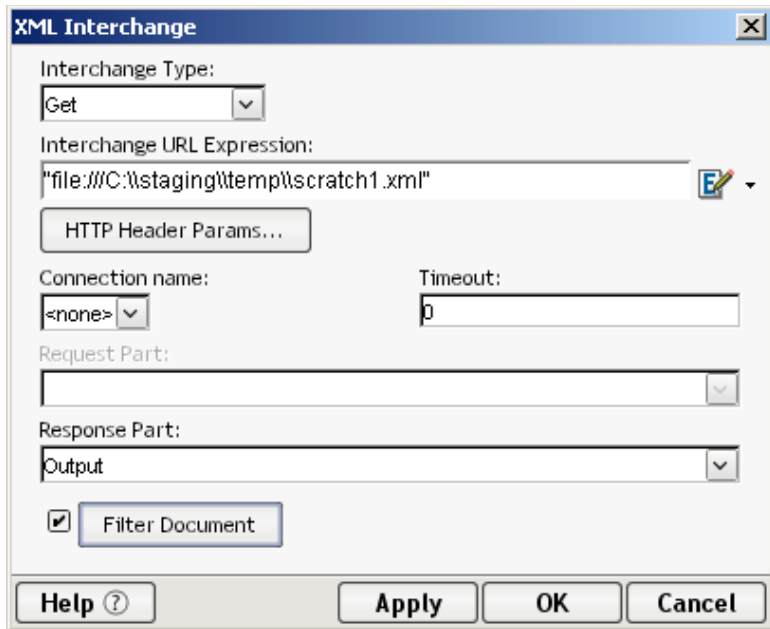 XML Interchange
Interchange Type:
Get
Interchange URL Expression:
"file:///C:\\staging\\temp\\scratch1.xml"
HTTP Header Params...
Connection name: Timeout:
<none> 0
Request Part:
Response Part:
Output
Filter Document
Help Apply OK Cancel